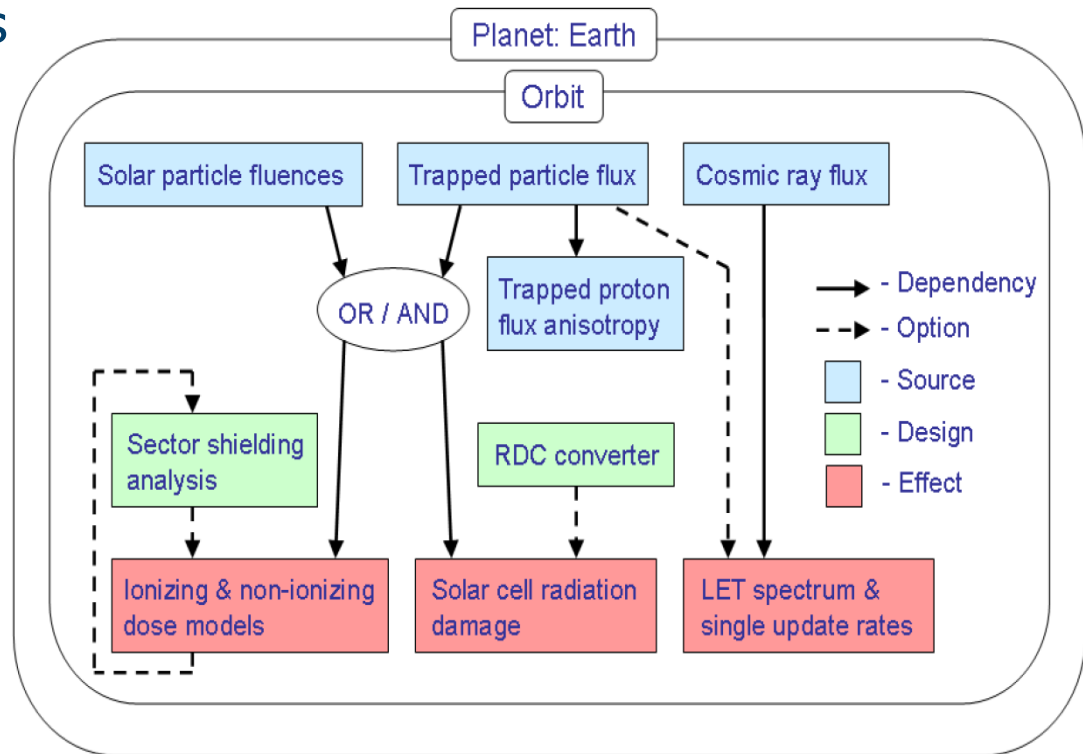 s
Planet: Earth
Orbit
Solar particle fluences
Trapped particle flux
Cosmic ray flux
OR / AND
Trapped proton
flux anisotropy
- Dependency
- Option
- Source
- Design
- Effect
Sector shielding
analysis
RDC converter
Ionizing & non-ionizing
dose models
Solar cell radiation
damage
LET spectrum &
single update rates